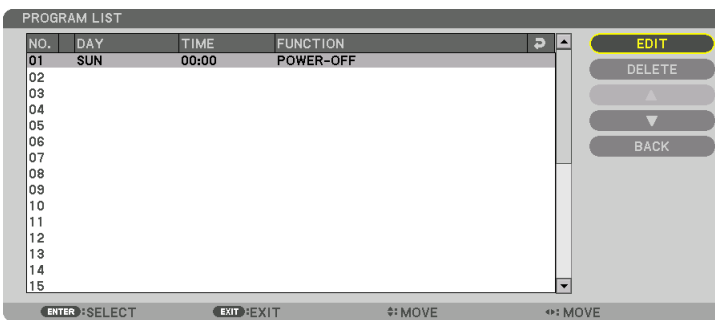 PROGRAM LIST
NO. DAY TIME FUNCTION
01 SUN 00:00 POWER-OFF
02
03
04
05
06
07
08
09
10
11
12
13
14
15
EDIT
DELETE
BACK
ENTER :SELECT EXIT :EXIT :MOVE :MOVE